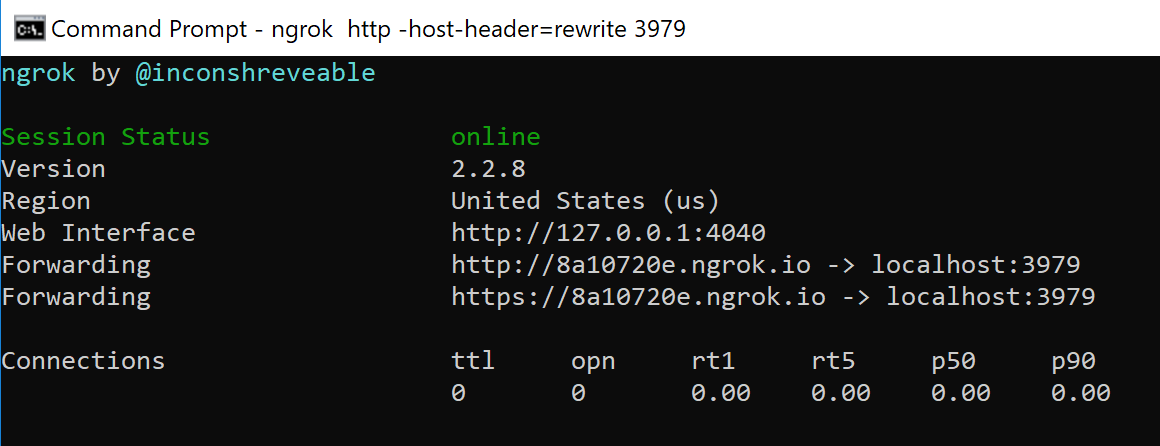 C:\. Command Prompt - ngrok  http -host-header=rewrite 3979
ngrok by @inconshreveable
Session Status online
Version 2.2.8
Region United States (us)
Web Interface http://127.0.0.1:4040
Forwarding http://8a10720e.ngrok.io -> localhost:3979
Forwarding https://8a10720e.ngrok.io -> localhost:3979
Connections ttl opn rt1 rt5 p50 p90
0 0 0.00 0.00 0.00 0.00